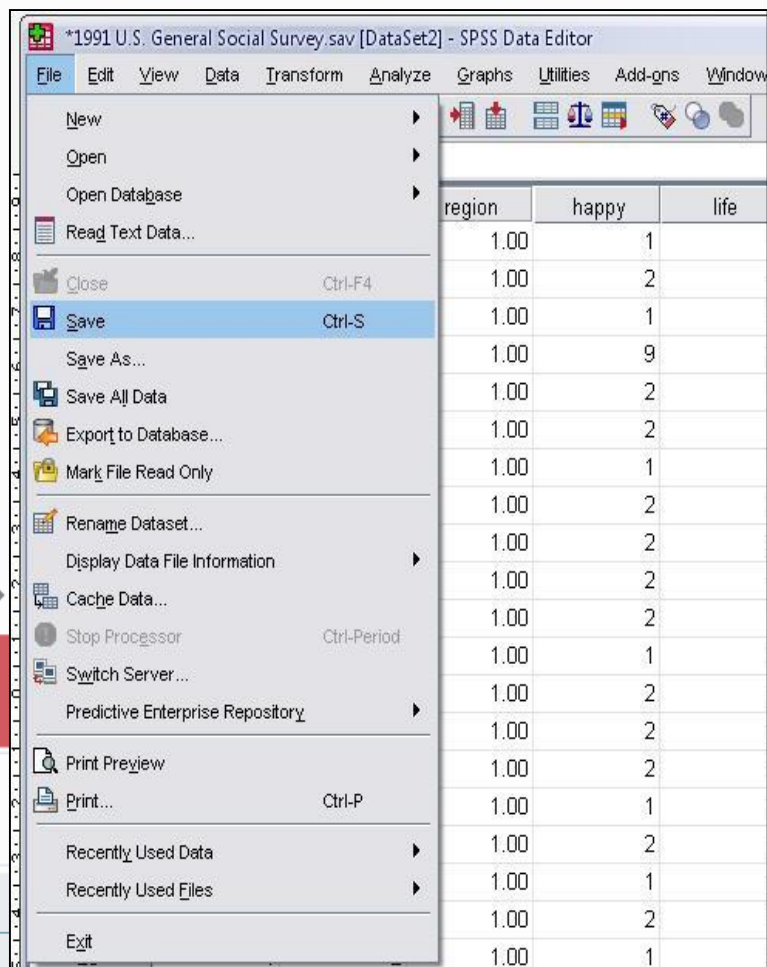 *1991 U.S. General Social Survey.sav [DataSet2] - SPSS Data Editor
File Edit View Data Transform Analyze Graphs Utilities Add-ons Window
New
Open
Open Database
Read Text Data...
Close Ctrl-F4
Save Ctrl-S
Save As...
Save All Data
Export to Database...
Mark File Read Only
Rename Dataset...
Display Data File Information
Cache Data...
Stop Processor Ctrl-Period
Switch Server...
Predictive Enterprise Repository
Print Preview
Print... Ctrl-P
Recently Used Data
Recently Used Files
Exit
region happy life
1.00 1
1.00 2
1.00 1
1.00 9
1.00 2
1.00 2
1.00 1
1.00 2
1.00 2
1.00 2
1.00 2
1.00 1
1.00 2
1.00 2
1.00 2
1.00 1
1.00 2
1.00 1
1.00 2
1.00 1